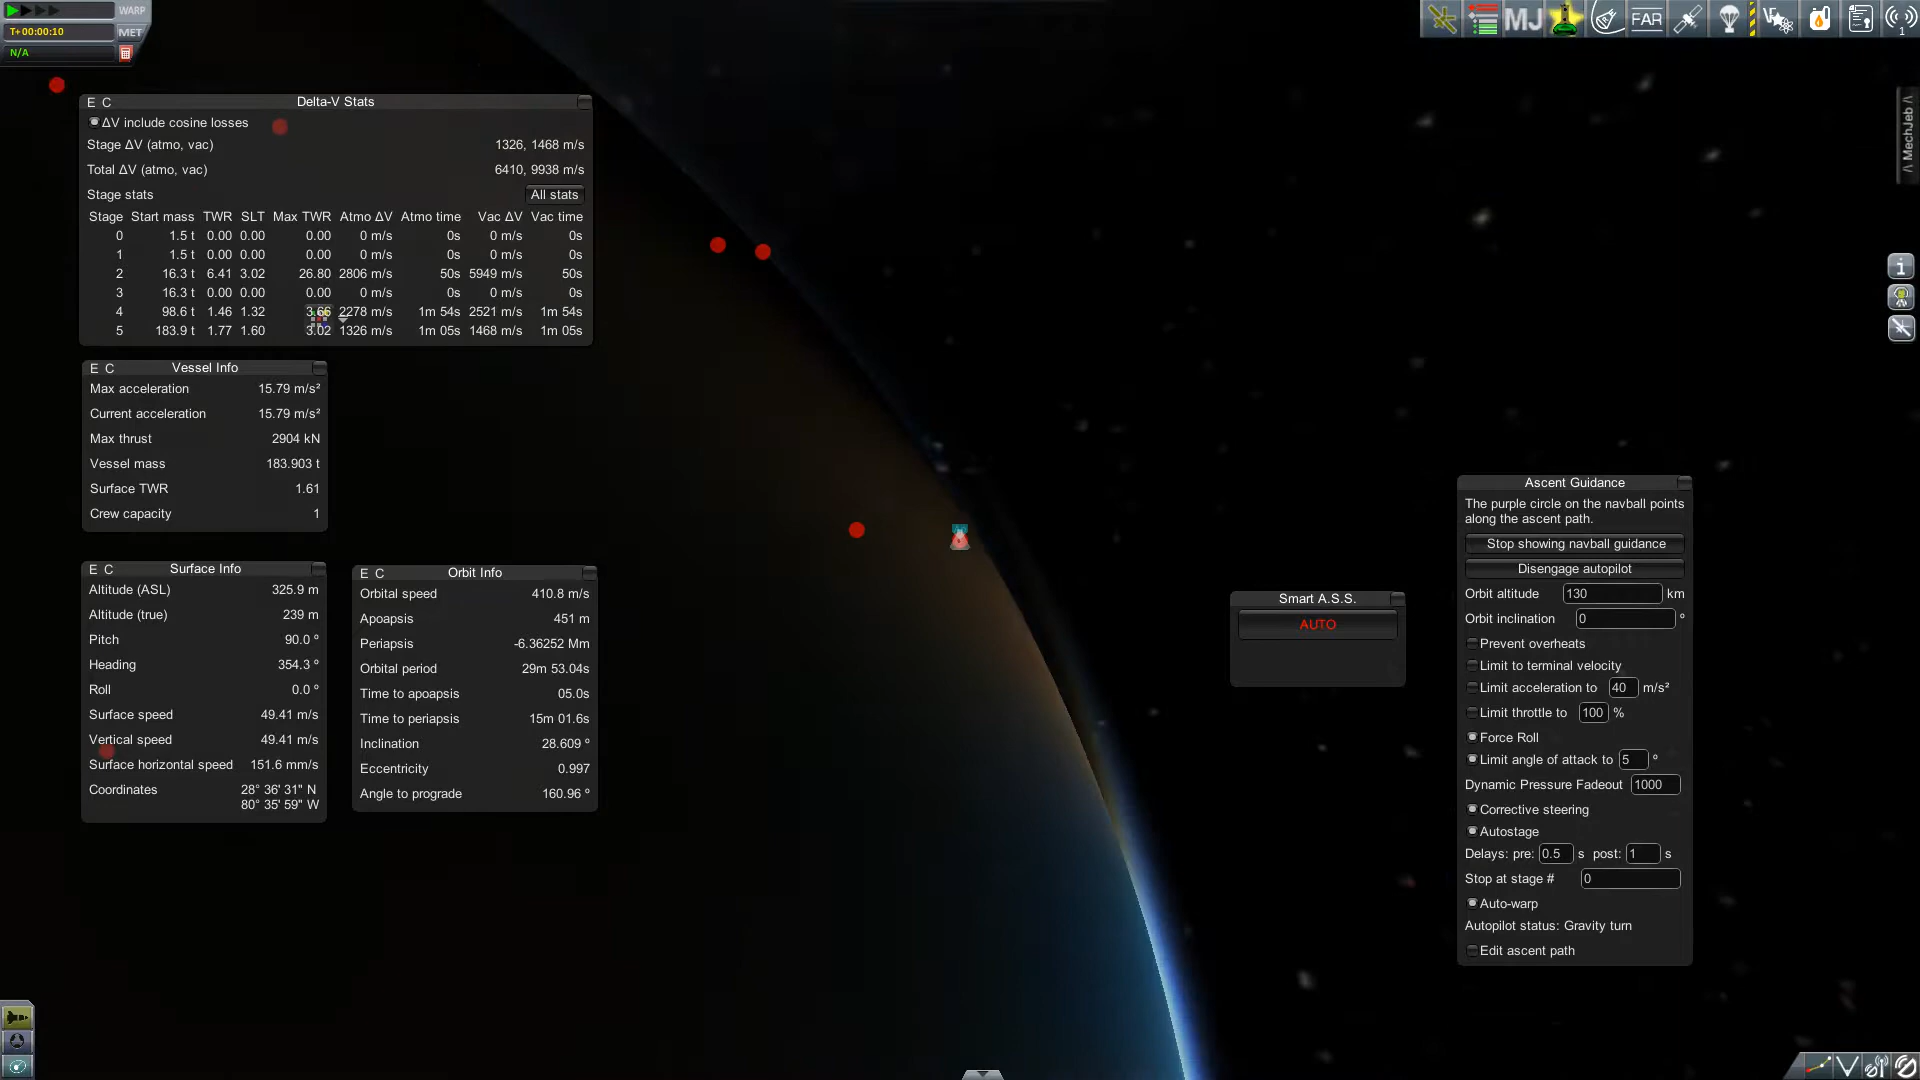 WARP
T+00:00:10
MET
N/A
MJ
FAR
1
/\ MechJeb /\
E C Delta-V Stats
ΔV include cosine losses
Stage ΔV (atmo, vac) 1326, 1468 m/s
Total ΔV (atmo, vac) 6410, 9938 m/s
Stage stats All stats
Stage Start mass TWR SLT Max TWR Atmo ΔV Atmo time Vac ΔV Vac time
0 1.5 t 0.00 0.00 0.00 0 m/s 0s 0 m/s 0s
1 1.5 t 0.00 0.00 0.00 0 m/s 0s 0 m/s 0s
2 16.3 t 6.41 3.02 26.80 2806 m/s 50s 5949 m/s 50s
3 16.3 t 0.00 0.00 0.00 0 m/s 0s 0 m/s 0s
4 98.6 t 1.46 1.32 3.66 2278 m/s 1m 54s 2521 m/s 1m 54s
5 183.9 t 1.77 1.60 3.02 1326 m/s 1m 05s 1468 m/s 1m 05s
E C Vessel Info
Max acceleration 15.79 m/s²
Current acceleration 15.79 m/s²
Max thrust 2904 kN
Vessel mass 183.903 t
Surface TWR 1.61
Crew capacity 1
E C Surface Info
Altitude (ASL) 325.9 m
Altitude (true) 239 m
Pitch 90.0 º
Heading 354.3 º
Roll 0.0 º
Surface speed 49.41 m/s
Vertical speed 49.41 m/s
Surface horizontal speed 151.6 mm/s
Coordinates 28° 36' 31" N
80° 35' 59" W
E C Orbit Info
Orbital speed 410.8 m/s
Apoapsis 451 m
Periapsis -6.36252 Mm
Orbital period 29m 53.04s
Time to apoapsis 05.0s
Time to periapsis 15m 01.6s
Inclination 28.609 º
Eccentricity 0.997
Angle to prograde 160.96 º
Smart A.S.S.
AUTO
Ascent Guidance
The purple circle on the navball points
along the ascent path.
Stop showing navball guidance
Disengage autopilot
Orbit altitude 130 km
Orbit inclination 0 º
Prevent overheats
Limit to terminal velocity
Limit acceleration to 40 m/s²
Limit throttle to 100 %
Force Roll
Limit angle of attack to 5 º
Dynamic Pressure Fadeout 1000
Corrective steering
Autostage
Delays: pre: 0.5 s post: 1 s
Stop at stage # 0
Auto-warp
Autopilot status: Gravity turn
Edit ascent path